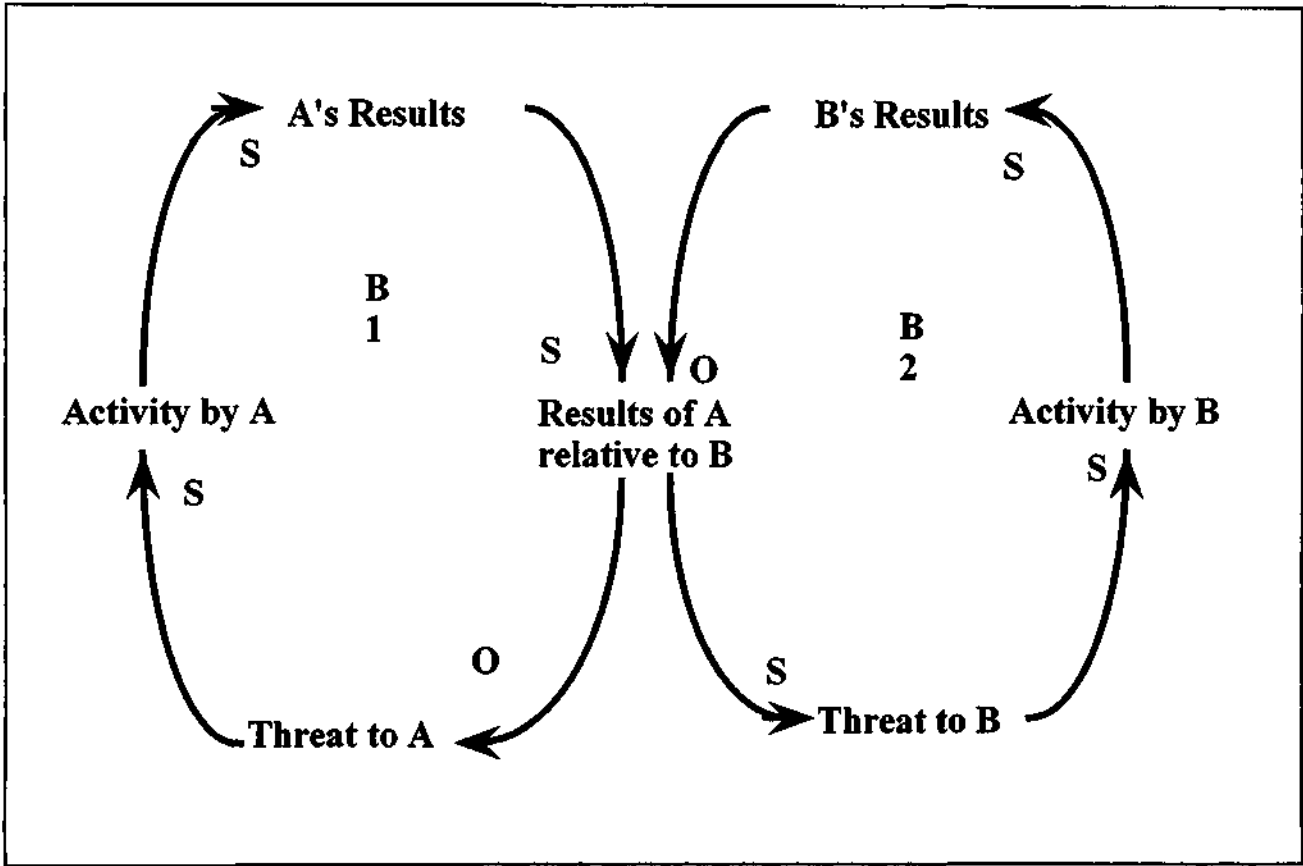 A's Results
B's Results
S
S
B
1
B
2
S
O
Activity by A
Results of A
relative to B
Activity by B
S
S
O
S
Threat to A
Threat to B